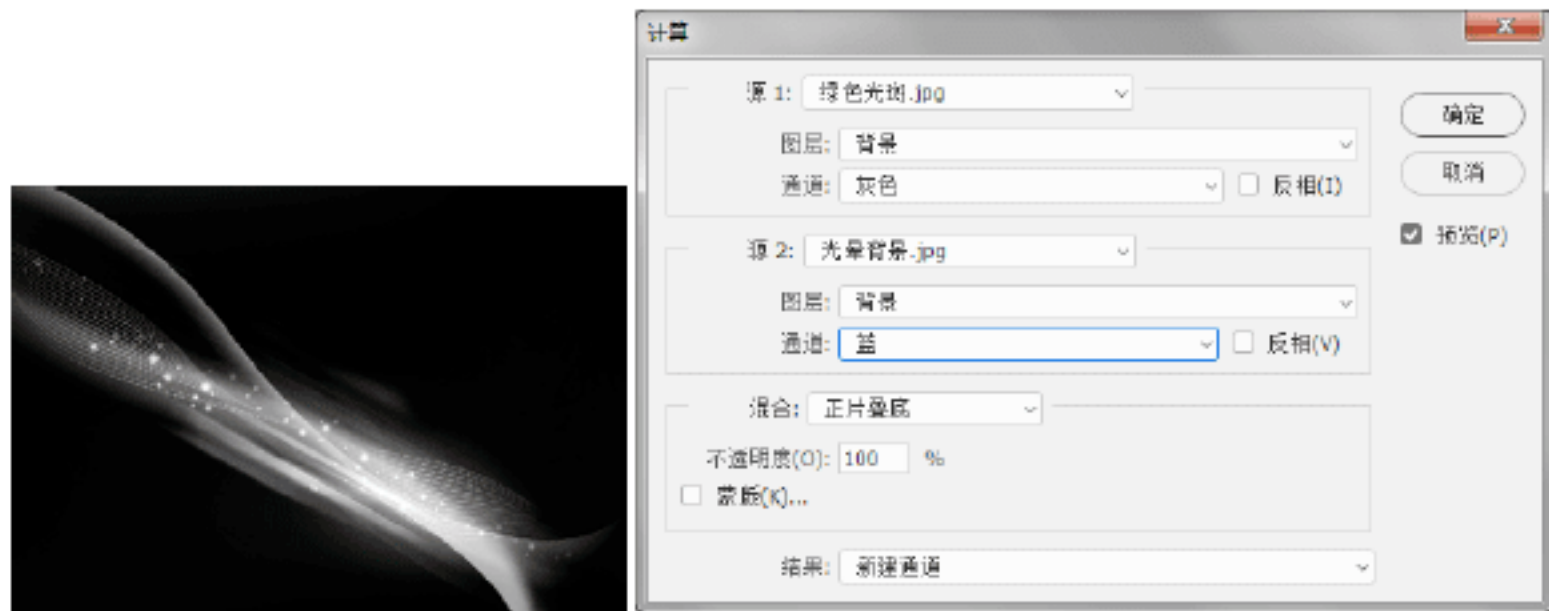 计算
源 1: 绿色光斑.jpg
确定
图层: 背景
通道: 灰色 反相(I)
取消
源 2: 光晕背景.jpg
预览(P)
图层: 背景
通道: 蓝 反相(V)
混合: 正片叠底
不透明度(O): 100 %
蒙版(K)...
结果: 新建通道